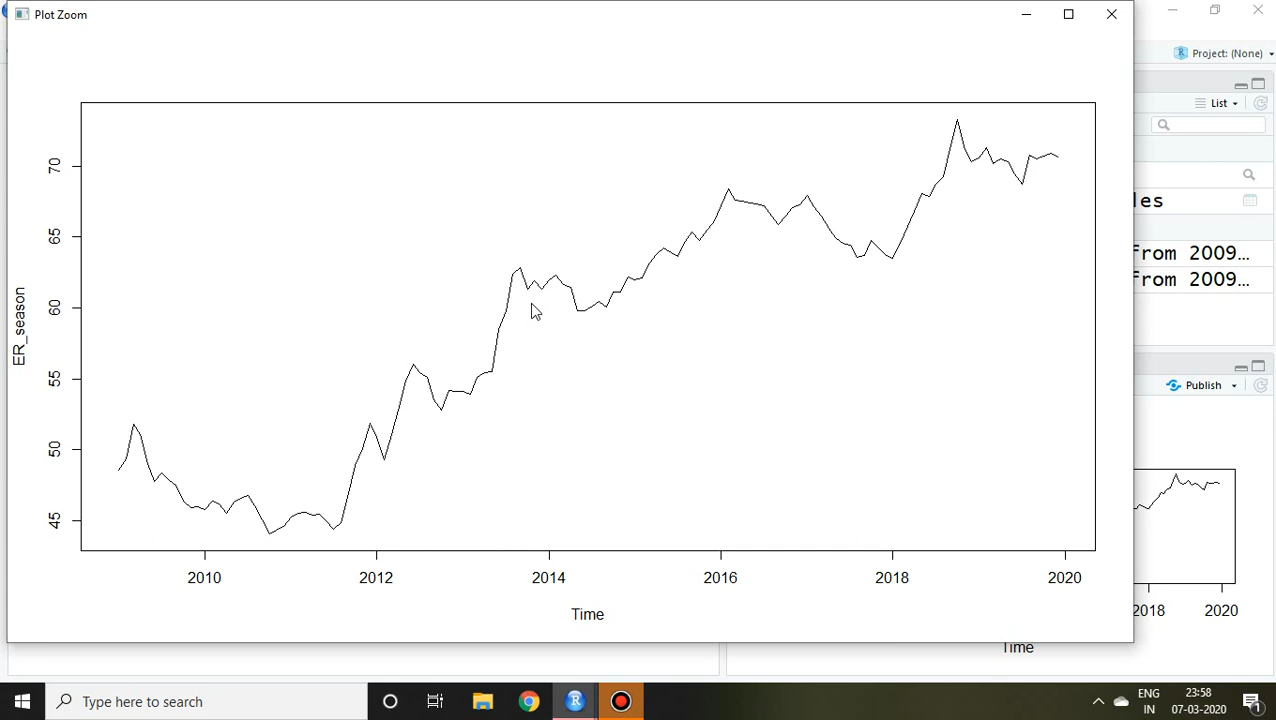 Plot Zoom
Project: (None)
List
les
from 2009...
from 2009...
Publish
ER_season
70
65
60
55
50
45
2010
2012
2014
2016
2018
2020
Time
2018
2020
Time
Type here to search
ENG
IN
23:58
07-03-2020
1